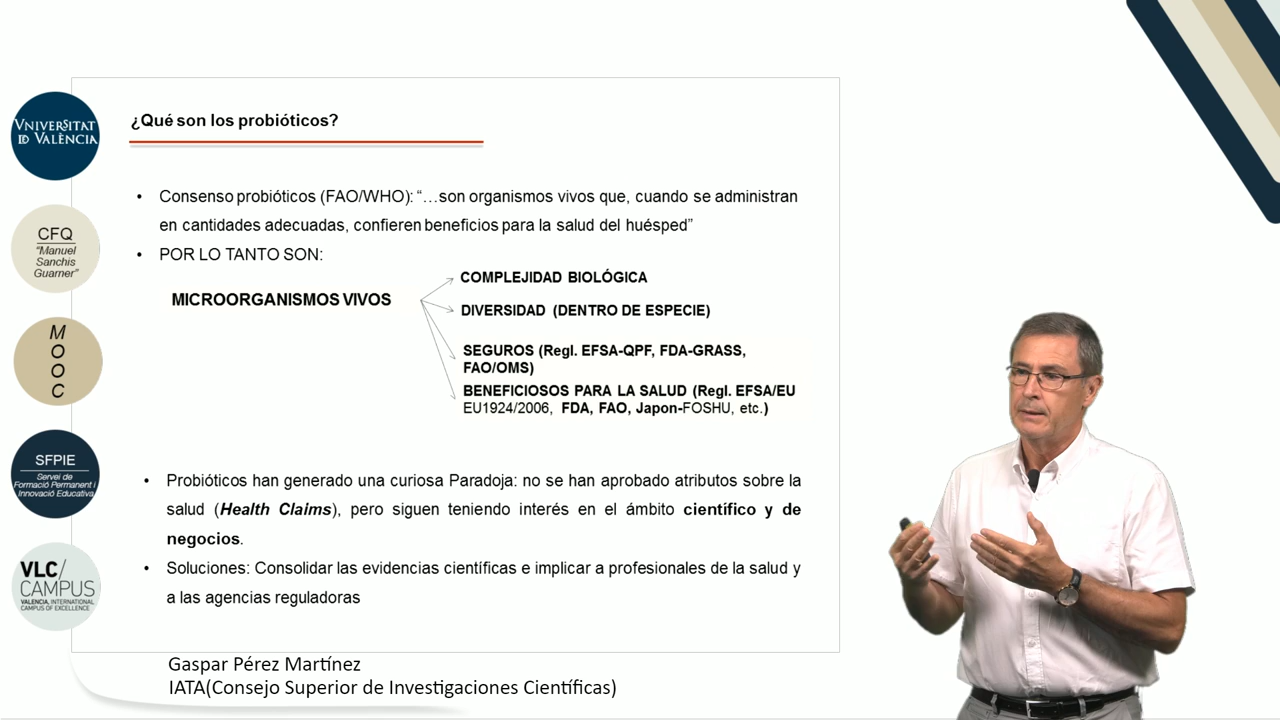 ¿Qué son los probióticos?
• Consenso probióticos (FAO/WHO): “…son organismos vivos que, cuando se administran
en cantidades adecuadas, confieren beneficios para la salud del huésped”
• POR LO TANTO SON:
MICROORGANISMOS VIVOS
COMPLEJIDAD BIOLÓGICA
DIVERSIDAD (DENTRO DE ESPECIE)
SEGUROS (Regl. EFSA-QPF, FDA-GRASS,
FAO/OMS)
BENEFICIOSOS PARA LA SALUD (Regl. EFSA/EU
EU1924/2006, FDA, FAO, Japon-FOSHU, etc.)
• Probióticos han generado una curiosa Paradoja: no se han aprobado atributos sobre la
salud (Health Claims), pero siguen teniendo interés en el ámbito científico y de
negocios.
• Soluciones: Consolidar las evidencias científicas e implicar a profesionales de la salud y
a las agencias reguladoras
Gaspar Pérez Martínez
IATA(Consejo Superior de Investigaciones Científicas)
VNIVERSITAT
ID VALÈNCIA
CFQ
“Manuel
Sanchis
Guarner”
M
O
O
C
SFPIE
Servei de
Formació Permanent i
Innovació Educativa
VLC/
CAMPUS
VALENCIA, INTERNATIONAL
CAMPUS OF EXCELLENCE